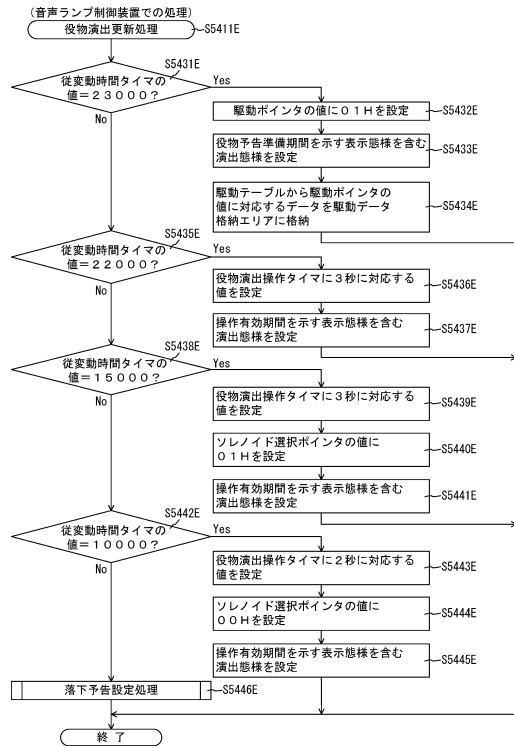 (音声ランプ制御装置での処理)
役物演出更新処理
S5411E
S5431E
従変動時間タイマの
値=23000?
Yes
No
駆動ポインタの値に01Hを設定
S5432E
役物予告準備期間を示す表示態様を含む
演出態様を設定
S5433E
駆動テーブルから駆動ポインタの
値に対応するデータを駆動データ
格納エリアに格納
S5434E
S5435E
従変動時間タイマの
値=22000?
Yes
No
役物演出操作タイマに3秒に対応する
値を設定
S5436E
操作有効期間を示す表示態様を含む
演出態様を設定
S5437E
S5438E
従変動時間タイマの
値=15000?
Yes
No
役物演出操作タイマに3秒に対応する
値を設定
S5439E
ソレノイド選択ポインタの値に
01Hを設定
S5440E
操作有効期間を示す表示態様を含む
演出態様を設定
S5441E
S5442E
従変動時間タイマの
値=10000?
Yes
No
役物演出操作タイマに2秒に対応する
値を設定
S5443E
ソレノイド選択ポインタの値に
00Hを設定
S5444E
操作有効期間を示す表示態様を含む
演出態様を設定
S5445E
落下予告設定処理
S5446E
終了